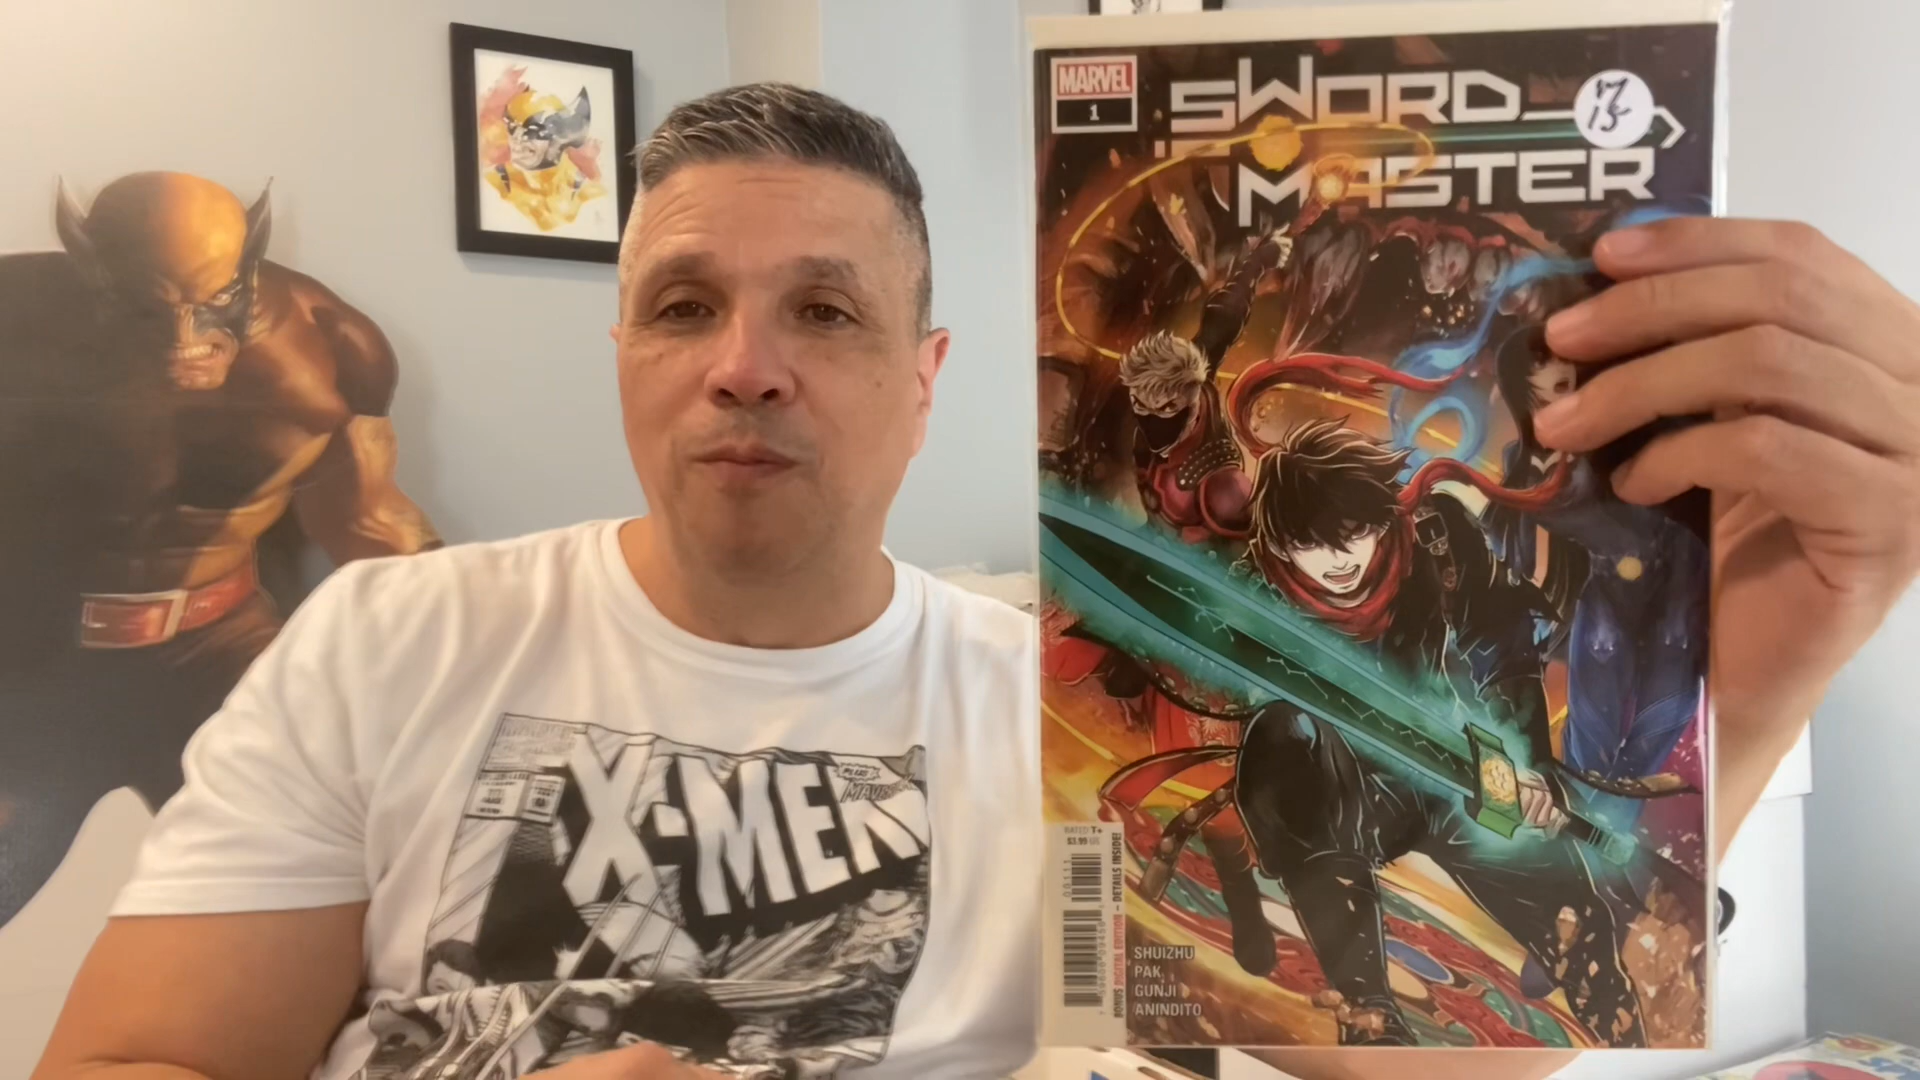 MARVEL
1
SWORD
MASTER
15
RATED T+
$3.99 US
BONUS DIGITAL EDITION – DETAILS INSIDE!
SHUIZHU
PAK
GUNJI
ANINDITO
PLUS
X-MEN